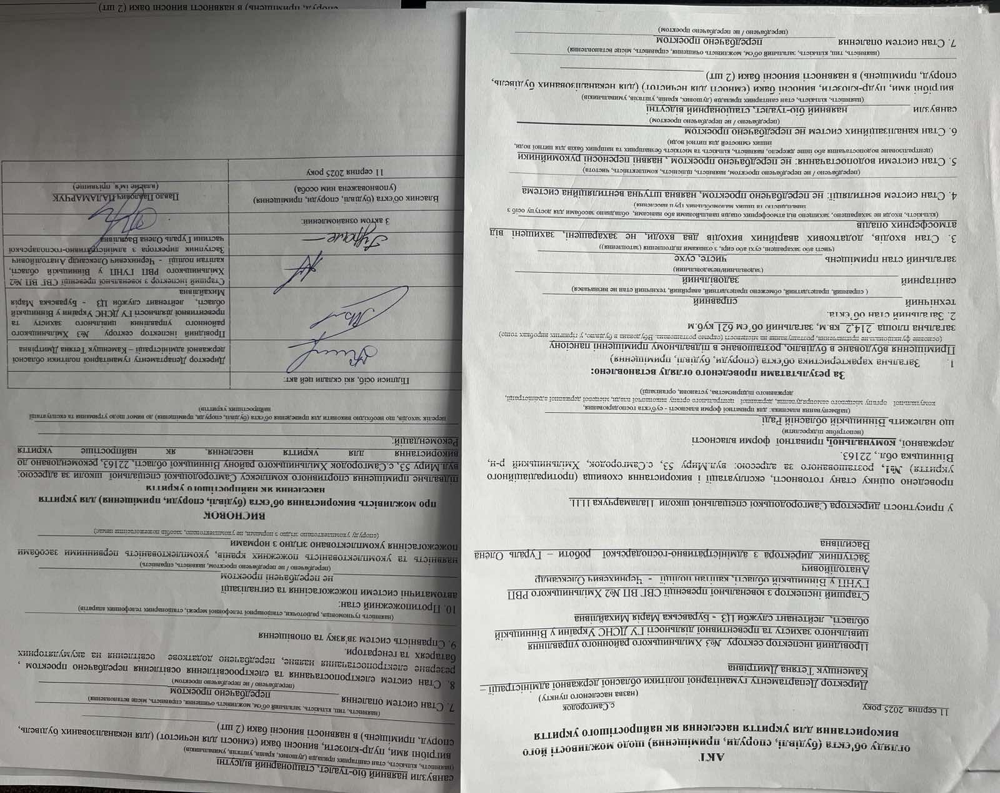 АКТ
огляду об'єкта (будівлі, споруди, приміщення) щодо можливості його
використання для укриття населення як найпростішого укриття
11 серпня 2025 року
с.Самгородок
(назва населеного пункту)
Директор Департаменту гуманітарної політики обласної державної адміністрації –
Каменщук Тетяна Дмитрівна
Провідний інспектор сектору №3 Хмільницького районного управління
цивільного захисту та превентивної діяльності ГУ ДСНС України у Вінницькій
області, лейтенант служби ЦЗ - Буравська Марія Михайлівна
Старший інспектор з ювенальної превенції СВГ ВП №2 Хмільницького РВП
ГУНП у Вінницькій області, капітан поліції - Чернихевич Олександр
Анатолійович
Заступник директора з адміністративно-господарської роботи – Гураль Олена
Василівна
у присутності директора Самгородоцької спеціальної школи Паламарчука П.П.
проведено оцінку стану готовності, експлуатації і використання сховища (протирадіаційного
укриття) №1, розташованого за адресою: вул.Миру 53, с.Самгородок, Хмільницький р-н,
Вінницька обл., 22163.
державної, комунальної, приватної форми власності
(непотрібне підкреслити)
що належить Вінницькій обласній Раді
(найменування власника: для приватної форми власності - суб'єкта господарювання,
комунальної органу місцевого самоврядування, державної центрального органу виконавчої влади, місцевої державної адміністрації,
державного підприємства, установи, організації)
За результатами проведеного огляду встановлено:
1. Загальна характеристика об'єкта (споруди, будівлі, приміщення)
Приміщення вбудоване в будівлю, розташоване в підвальному приміщенні пансіону
(основне функціональне призначення, розташування на місцевості (окремо розташована. Вбудована в будівлю, у гірничих виробках тощо)
загальна площа 214,2 кв.м, загальний об'єм 621 куб.м
2. Загальний стан об'єкта.
технічний справний
( справний, працездатний, обмежено працездатний, аварійний, технічний стан не визначався)
санітарний задовільний
(задовільний/незадовільний)
загальний стан приміщень чисте, сухе
(чисті або захаращені, сухі або сирі, з ознаками підтоплення (затоплення))
3. Стан входів, додаткових аварійних виходів два входи, не захаращені, захищені від
атмосферних опадів
(кількість, входи не захаращено, захищено від атмосферних опадів павільйонами або навісами, обладнано засобами для доступу осіб з
інвалідністю та інших маломобільних груп населення)
4. Стан систем вентиляції: не передбачено проектом, наявна штучна вентиляційна система
(передбачено / не передбачено проектом, наявність, цілісність, комплектність, чистота)
5. Стан системи водопостачання: не передбачено проектом , наявні переносні рукомийники
(централізоване водопостачання або інше джерело, наявність, кількість та місткість безнапірних та напірних баків для питної води,
інших ємностей для питної води)
6. Стан каналізаційних систем не передбачено проектом
(передбачено / не передбачено проектом)
санвузли наявний біо-туалет, стаціонарний відсутні
(наявність, кількість, стан санітарних приладів (душових, кранів, унітазів, умивальників)
вигрібні ями, пудр-клозети, виносні баки (ємності для нечистот) (для неканалізованих будівель,
споруд, приміщень) в наявності виносні баки (2 шт)
(наявність, тип, кількість, загальний об'єм, можливість очищення, справність, місце встановлення)
7. Стан систем опалення передбачено проектом
(передбачено / не передбачено проектом)
санвузли наявний біо-туалет, стаціонарний відсутні
(наявність, кількість, стан санітарних приладів (душових, кранів, унітазів, умивальників)
вигрібні ями, пудр-клозети, виносні баки (ємності для нечистот) (для неканалізованих будівель,
споруд, приміщень) в наявності виносні баки (2 шт)
(наявність, тип, кількість, загальний об'єм, можливість очищення, справність, місце встановлення)
7. Стан систем опалення передбачено проектом
(передбачено / не передбачено проектом)
8. Стан систем електропостачання та електроосвітлення освітлення передбачено проектом ,
резервне електропостачання наявне, передбачено додаткове освітлення на акумуляторних
батареях та генератори.
9. Справність систем зв'язку та оповіщення
(наявність гучномовців, радіоточки, стаціонарної телефонної мережі, стаціонарних телефонних апаратів)
10. Протипожежний стан:
автоматичні системи пожежогасіння та сигналізації
не передбачені проектом
(передбачено / не передбачено проектом, наявність, справність)
наявність та укомплектованість пожежних кранів, укомплектованість первинними засобами
пожежогасіння укомплектовано згідно з нормами
(споруду укомплектовано згідно з нормами, не укомплектовано, засобів пожежогасіння немає)
ВИСНОВОК
про можливість використання об'єкта (будівлі, споруди, приміщення) для укриття
населення як найпростішого укриття
підвальне приміщення спортивного комплексу Самгородоцької спеціальної школи за адресою:
вул.Миру 53, с.Самгородок Хмільницького району Вінницької області, 22163, рекомендовано до
використання для укриття населення, як найпростіше укриття
Рекомендації:
перелік заходів, що необхідно виконати для приведення об'єкта (будівлі, споруди, приміщення) до вимог щодо утримання та експлуатації
найпростіших укриттів)
Підписи осіб, які склали цей акт:
Директор Департаменту гуманітарної політики обласної
державної адміністрації – Каменщук Тетяна Дмитрівна
Провідний інспектор сектору №3 Хмільницького
районного управління цивільного захисту та
превентивної діяльності ГУ ДСНС України у Вінницькій
області, лейтенант служби ЦЗ - Буравська Марія
Михайлівна
Старший інспектор з ювенальної превенції СВГ ВП №2
Хмільницького РВП ГУНП у Вінницькій області,
капітан поліції - Чернихевич Олександр Анатолійович
Заступник директора з адміністративно-господарської
частини Гураль Олена Василівна
З актом ознайомлений:
Власник об'єкта (будівлі, споруди, приміщення)
(уповноважена ним особа)
Павло Павлович ПАЛАМАРЧУК
(власне ім'я, прізвище)
11 серпня 2025 року
споруд, приміщень) в наявності виносні баки (2 шт)